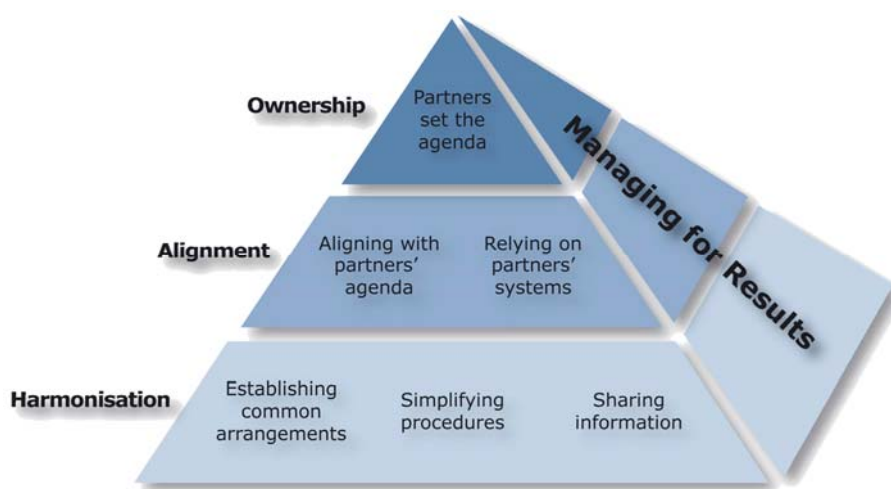 Ownership
Partners
set the
agenda
Managing for Results
Alignment
Aligning with
partners’
agenda
Relying on
partners’
systems
Harmonisation
Establishing
common
arrangements
Simplifying
procedures
Sharing
information